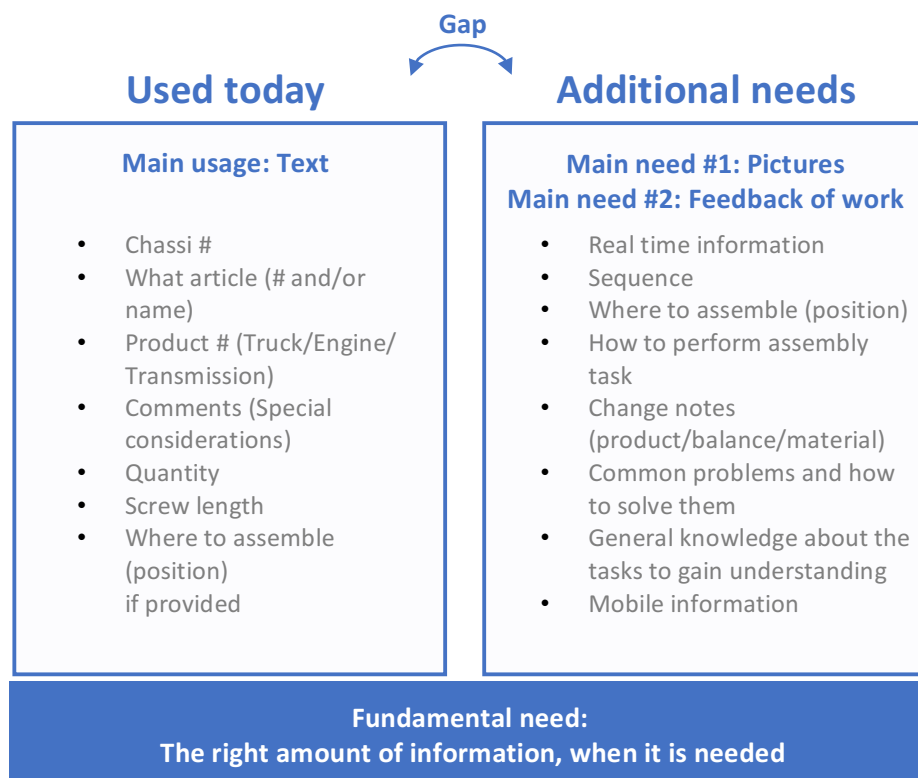 Gap
Used today
Additional needs
Main usage: Text
• Chassi #
• What article (# and/or
name)
• Product # (Truck/Engine/
Transmission)
• Comments (Special
considerations)
• Quantity
• Screw length
• Where to assemble
(position)
if provided
Main need #1: Pictures
Main need #2: Feedback of work
• Real time information
• Sequence
• Where to assemble (position)
• How to perform assembly
task
• Change notes
(product/balance/material)
• Common problems and how
to solve them
• General knowledge about the
tasks to gain understanding
• Mobile information
Fundamental need:
The right amount of information, when it is needed